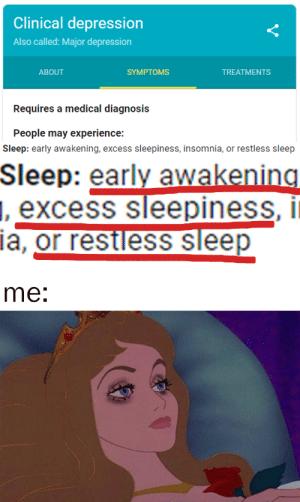 Clinical depression
Also called: Major depression
ABOUT SYMPTOMS TREATMENTS
Requires a medical diagnosis
People may experience:
Sleep: early awakening, excess sleepiness, insomnia, or restless sleep
Sleep: early awakening
, excess sleepiness, i
ia, or restless sleep
me: